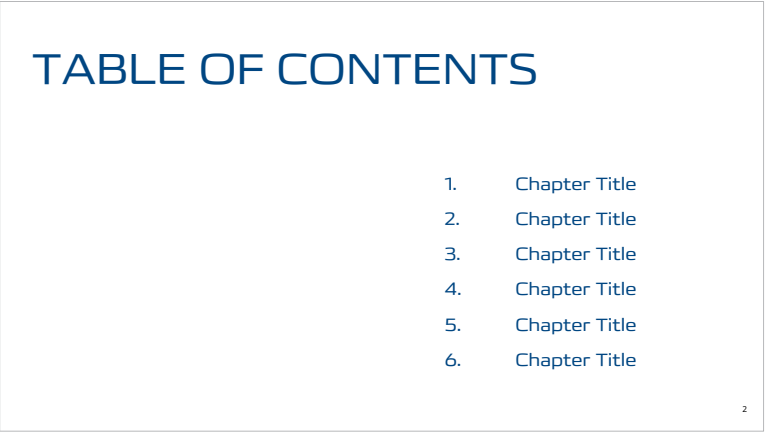 TABLE OF CONTENTS
1. Chapter Title
2. Chapter Title
3. Chapter Title
4. Chapter Title
5. Chapter Title
6. Chapter Title
2